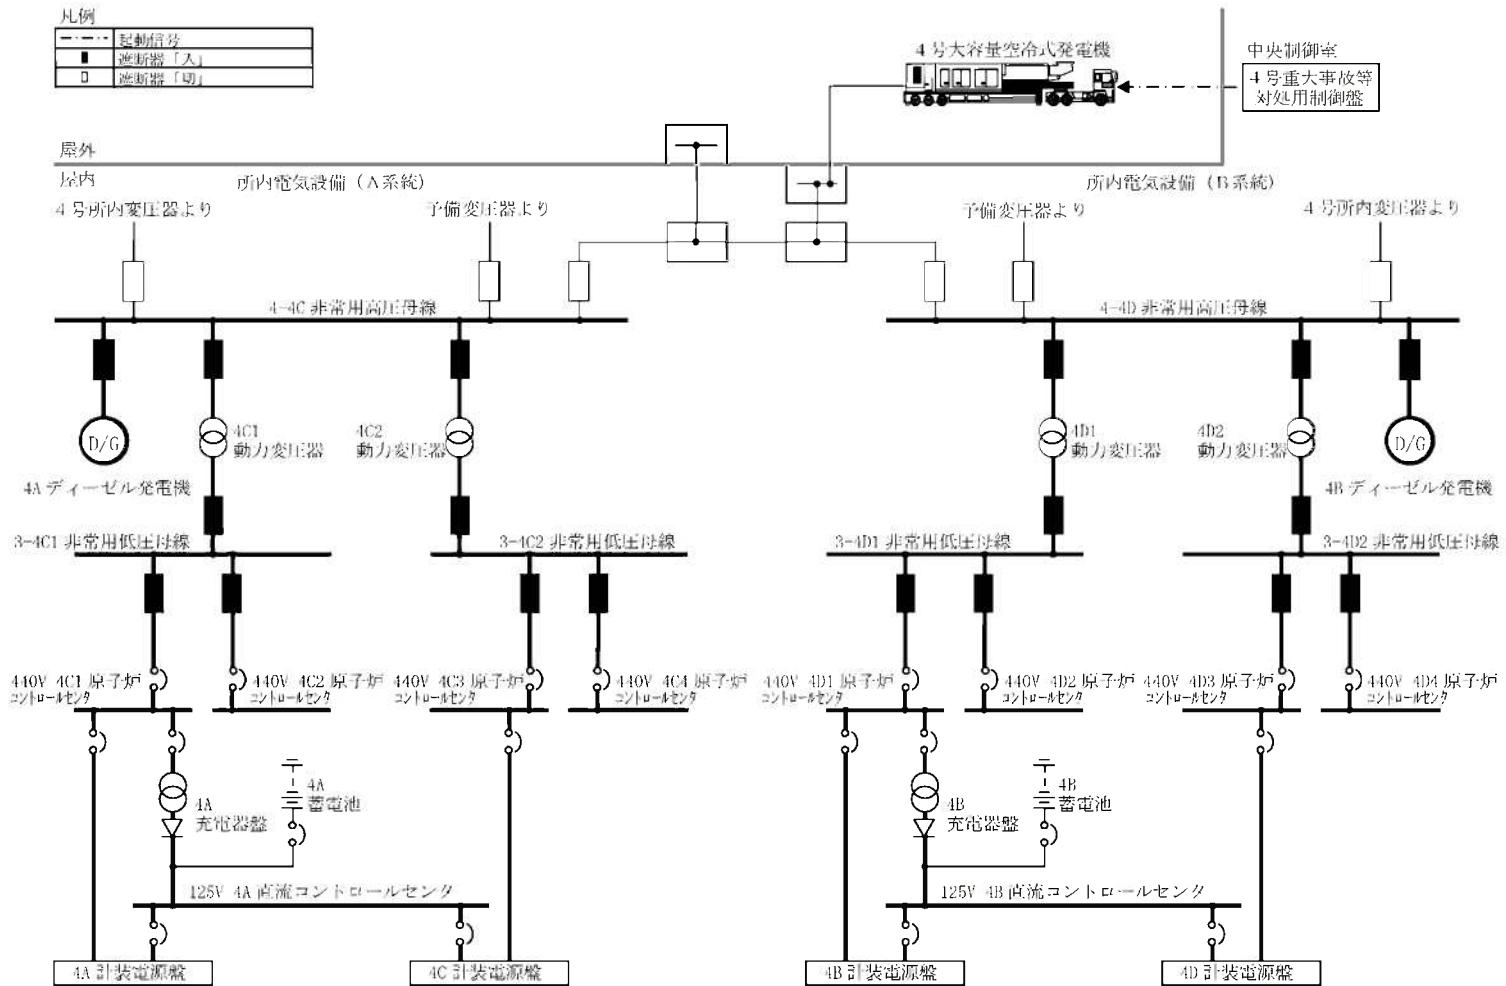 凡例
起動信号
遮断器「入」
遮断器「切」
4号大容量空冷式発電機
中央制御室
4号重大事故等
対処用制御盤
屋外
屋内
所内電気設備（A系統）
所内電気設備（B系統）
4号所内変圧器より
予備変圧器より
予備変圧器より
4号所内変圧器より
4-4C 非常用高圧母線
4-4D 非常用高圧母線
D/G
4C1
動力変圧器
4C2
動力変圧器
4D1
動力変圧器
4D2
動力変圧器
D/G
4A ディーゼル発電機
4B ディーゼル発電機
3-4C1 非常用低圧母線
3-4C2 非常用低圧母線
3-4D1 非常用低圧母線
3-4D2 非常用低圧母線
440V 4C1 原子炉
コントロールセンタ
440V 4C2 原子炉
コントロールセンタ
440V 4C3 原子炉
コントロールセンタ
440V 4C4 原子炉
コントロールセンタ
440V 4D1 原子炉
コントロールセンタ
440V 4D2 原子炉
コントロールセンタ
440V 4D3 原子炉
コントロールセンタ
440V 4D4 原子炉
コントロールセンタ
4A
充電器盤
4A
蓄電池
4B
充電器盤
4B
蓄電池
125V 4A 直流コントロールセンタ
125V 4B 直流コントロールセンタ
4A 計装電源盤
4C 計装電源盤
4B 計装電源盤
4D 計装電源盤